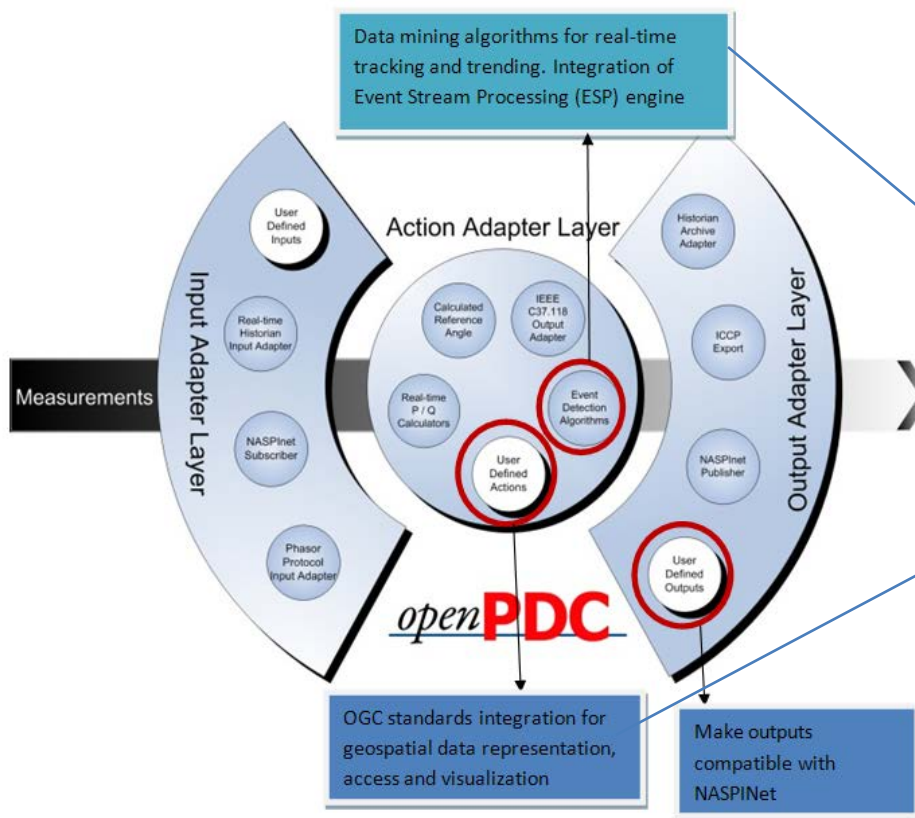 Data mining algorithms for real-time
tracking and trending. Integration of
Event Stream Processing (ESP) engine
Action Adapter Layer
Input Adapter Layer
Output Adapter Layer
Measurements
User
Defined
Inputs
Real-time
Historian
Input Adapter
NASPInet
Subscriber
Phasor
Protocol
Input Adapter
Calculated
Reference
Angle
IEEE
C37.118
Output
Adapter
Real-time
P / Q
Calculators
Event
Detection
Algorithms
User
Defined
Actions
Historian
Archive
Adapter
ICCP
Export
NASPInet
Publisher
User
Defined
Outputs
openPDC
OGC standards integration for
geospatial data representation,
access and visualization
Make outputs
compatible with
NASPINet